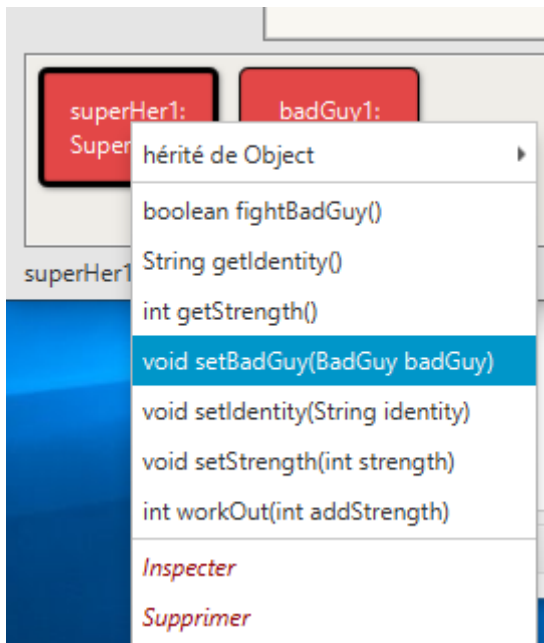 superHer1:
Super
badGuy1:
hérité de Object
boolean fightBadGuy()
String getIdentity()
superHer1
int getStrength()
void setBadGuy(BadGuy badGuy)
void setIdentity(String identity)
void setStrength(int strength)
int workOut(int addStrength)
Inspecter
Supprimer